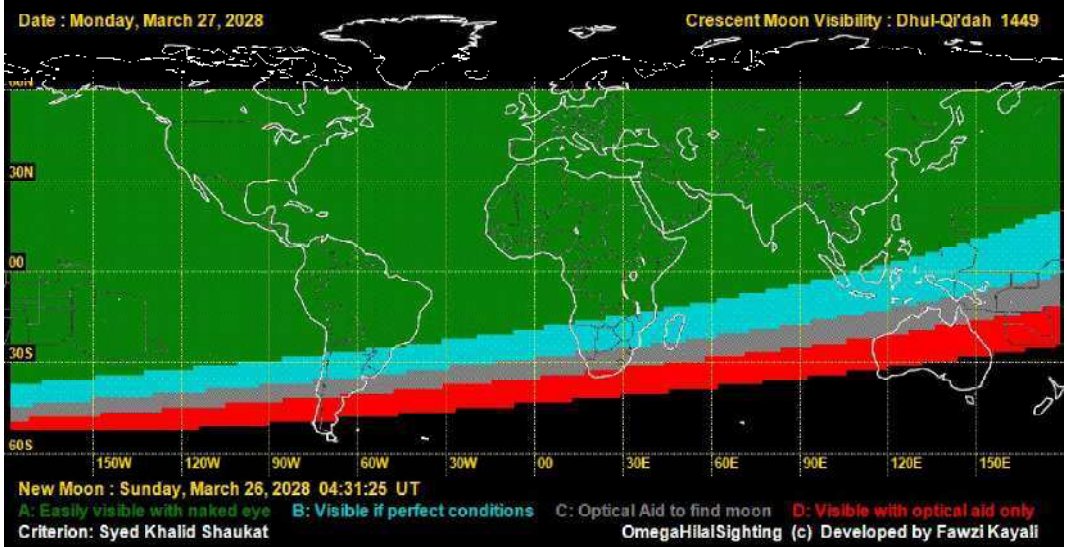 Date : Monday, March 27, 2028
Crescent Moon Visibility : Dhul-Qi'dah 1449
60N
30N
00
30S
60S
150W 120W 90W 60W 30W 00 30E 60E 90E 120E 150E
New Moon : Sunday, March 26, 2028 04:31:25 UT
A: Easily visible with naked eye B: Visible if perfect conditions C: Optical Aid to find moon D: Visible with optical aid only
Criterion: Syed Khalid Shaukat OmegaHilalSighting (c) Developed by Fawzi Kayali